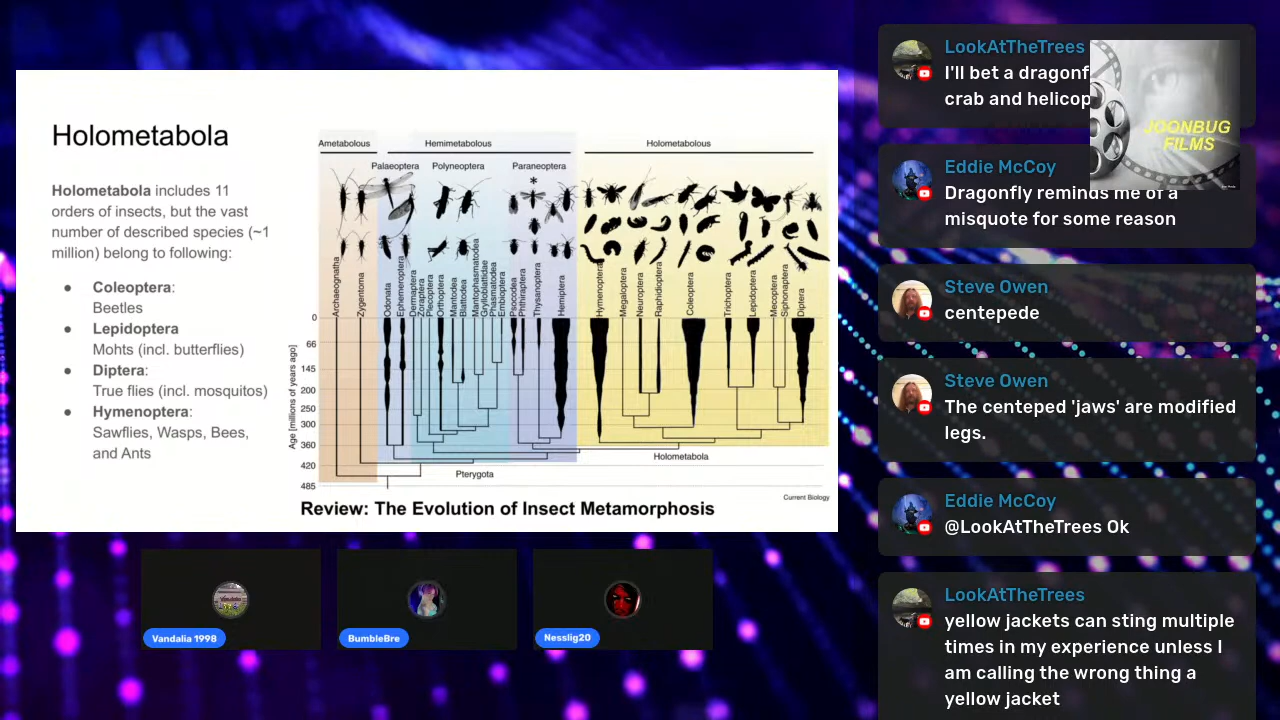 Holometabola
Holometabola includes 11
orders of insects, but the vast
number of described species (~1
million) belong to following:
● Coleoptera:
Beetles
● Lepidoptera
Mohts (incl. butterflies)
● Diptera:
True flies (incl. mosquitos)
● Hymenoptera:
Sawflies, Wasps, Bees,
and Ants
Ametabolous
Hemimetabolous
Holometabolous
Palaeoptera
Polyneoptera
Paraneoptera
*
Archaeognatha
Zygentoma
Odonata
Ephemeroptera
Dermaptera
Zoraptera
Plecoptera
Orthoptera
Mantodea
Blattodea
Mantophasmatodea
Grylloblattidae
Phasmatodea
Embioptera
Psocodea
Phthiraptera
Thysanoptera
Hemiptera
Hymenoptera
Megaloptera
Neuroptera
Raphidioptera
Coleoptera
Trichoptera
Lepidoptera
Mecoptera
Siphonaptera
Diptera
Age [millions of years ago]
0
66
145
200
250
300
360
420
485
Holometabola
Pterygota
Current Biology
Review: The Evolution of Insect Metamorphosis
Vandalia 1998
BumbleBre
Nesslig20
LookAtTheTrees
I'll bet a dragonf
crab and helicop
JOONBUG
FILMS
Eddie McCoy
Dragonfly reminds me of a
misquote for some reason
Steve Owen
centepede
Steve Owen
The centeped 'jaws' are modified
legs.
Eddie McCoy
@LookAtTheTrees Ok
LookAtTheTrees
yellow jackets can sting multiple
times in my experience unless I
am calling the wrong thing a
yellow jacket